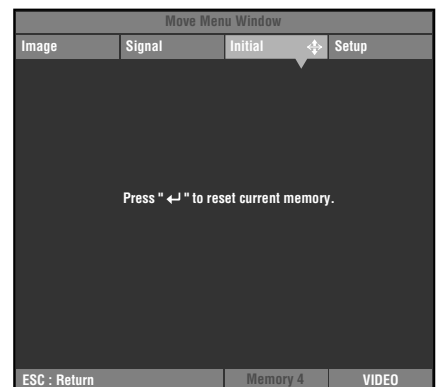 Move Menu Window
Image Signal Initial Setup
Press " ↵ " to reset current memory.
ESC : Return Memory 4 VIDEO